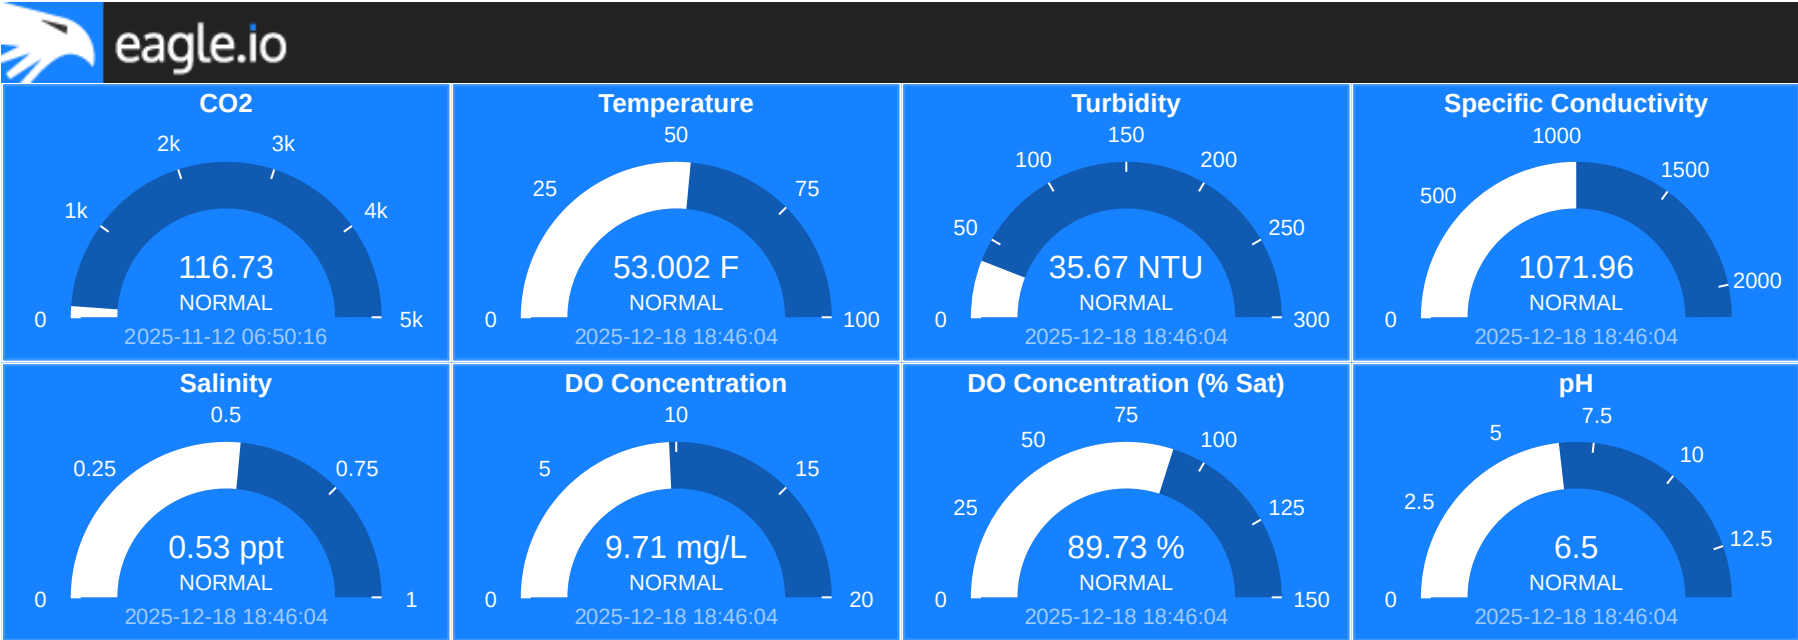 eagle.io
CO2
0
1k
2k
3k
4k
5k
116.73
NORMAL
2025-11-12 06:50:16
Temperature
0
25
50
75
100
53.002 F
NORMAL
2025-12-18 18:46:04
Turbidity
0
50
100
150
200
250
300
35.67 NTU
NORMAL
2025-12-18 18:46:04
Specific Conductivity
0
500
1000
1500
2000
1071.96
NORMAL
2025-12-18 18:46:04
Salinity
0
0.25
0.5
0.75
1
0.53 ppt
NORMAL
2025-12-18 18:46:04
DO Concentration
0
5
10
15
20
9.71 mg/L
NORMAL
2025-12-18 18:46:04
DO Concentration (% Sat)
0
25
50
75
100
125
150
89.73 %
NORMAL
2025-12-18 18:46:04
pH
0
2.5
5
7.5
10
12.5
6.5
NORMAL
2025-12-18 18:46:04